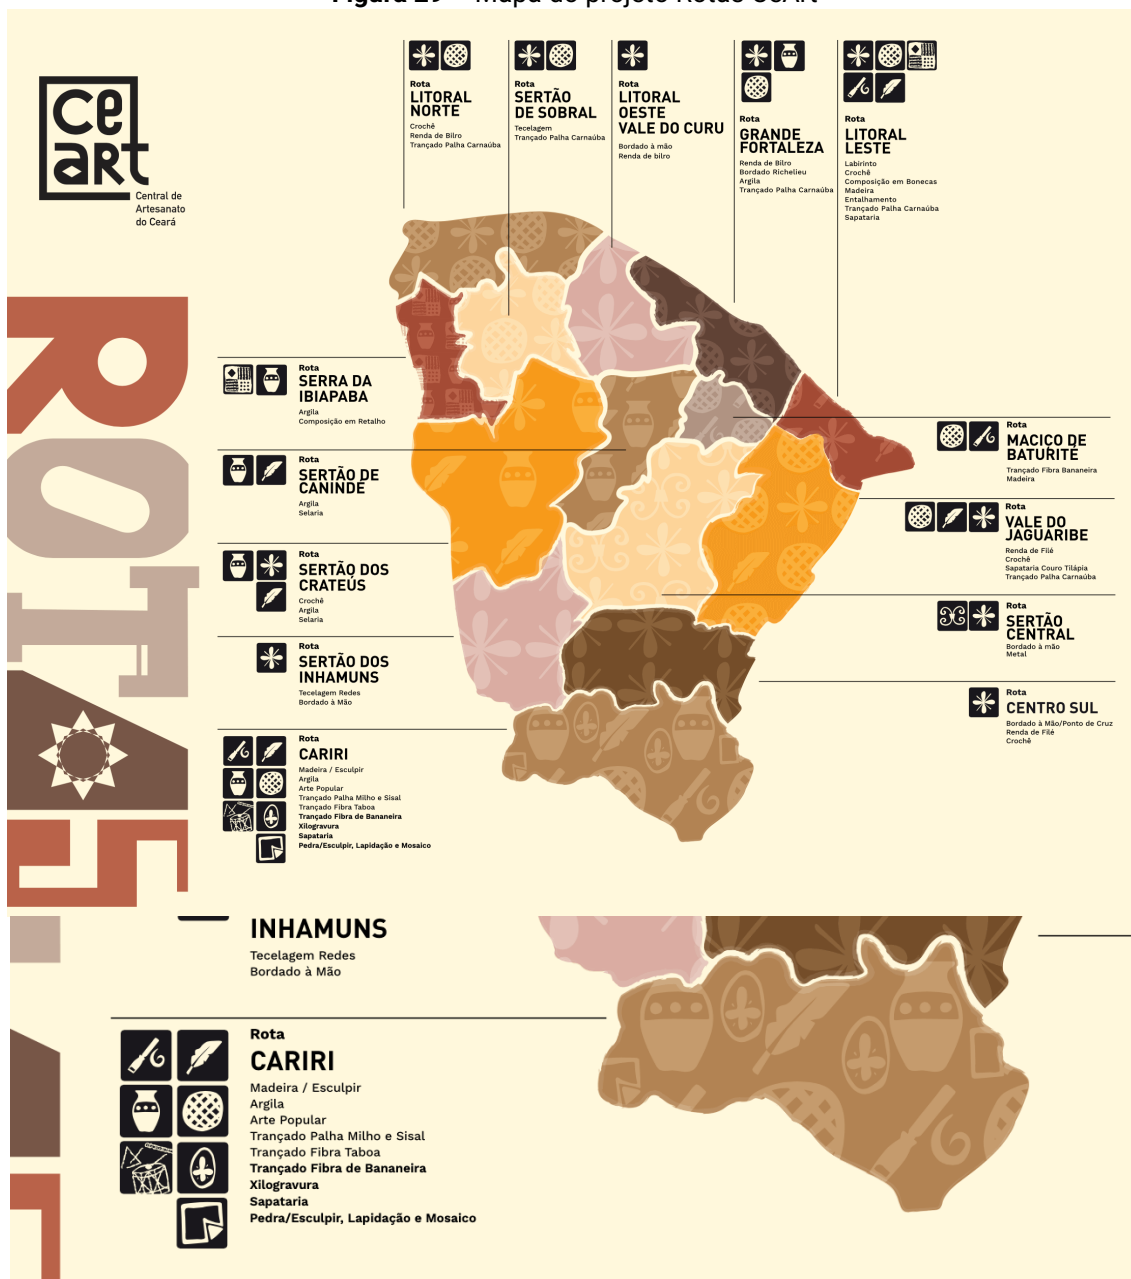 Figura 29 – Mapa do projeto Rotas CeArt
ceart
Central de
Artesanato
do Ceará
ROTAS
Rota
LITORAL
NORTE
Crochê
Renda de Bilro
Trançado Palha Carnaúba
Rota
SERTÃO
DE SOBRAL
Tecelagem
Trançado Palha Carnaúba
Rota
LITORAL
OESTE
VALE DO CURU
Bordado à mão
Renda de bilro
Rota
GRANDE
FORTALEZA
Renda de Bilro
Bordado Richelieu
Argila
Trançado Palha Carnaúba
Rota
LITORAL
LESTE
Labirinto
Crochê
Composição em Bonecas
Madeira
Entalhamento
Trançado Palha Carnaúba
Sapataria
Rota
SERRA DA
IBIAPABA
Argila
Composição em Retalho
Rota
SERTÃO DE
CANINDÉ
Argila
Selaria
Rota
SERTÃO DOS
CRATEÚS
Crochê
Argila
Selaria
Rota
SERTÃO DOS
INHAMUNS
Tecelagem Redes
Bordado à Mão
Rota
CARIRI
Madeira / Esculpir
Argila
Arte Popular
Trançado Palha Milho e Sisal
Trançado Fibra Taboa
Trançado Fibra de Bananeira
Xilogravura
Sapataria
Pedra/Esculpir, Lapidação e Mosaico
Rota
MACICO DE
BATURITÉ
Trançado Fibra Bananeira
Madeira
Rota
VALE DO
JAGUARIBE
Renda de Filé
Crochê
Sapataria Couro Tilápia
Trançado Palha Carnaúba
Rota
SERTÃO
CENTRAL
Bordado à mão
Metal
Rota
CENTRO SUL
Bordado à Mão/Ponto de Cruz
Renda de Filé
Crochê
INHAMUNS
Tecelagem Redes
Bordado à Mão
Rota
CARIRI
Madeira / Esculpir
Argila
Arte Popular
Trançado Palha Milho e Sisal
Trançado Fibra Taboa
Trançado Fibra de Bananeira
Xilogravura
Sapataria
Pedra/Esculpir, Lapidação e Mosaico